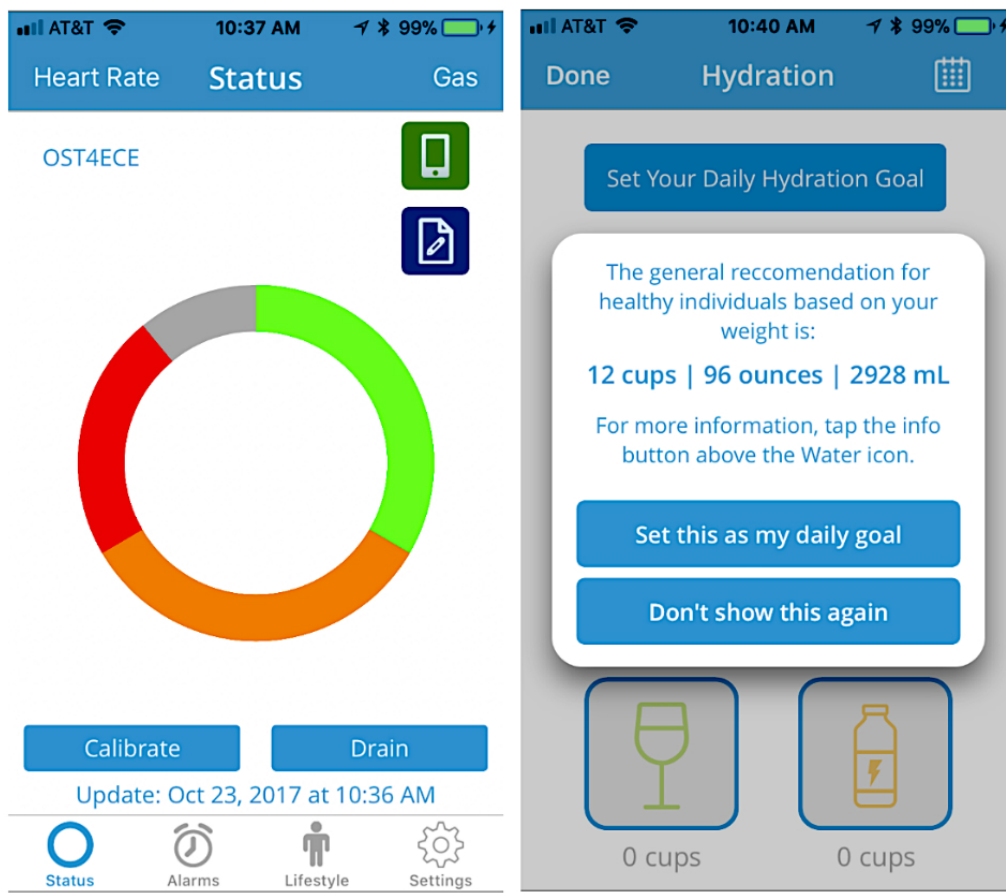 AT&T 10:37 AM 99%
Heart Rate Status Gas
OST4ECE
Calibrate Drain
Update: Oct 23, 2017 at 10:36 AM
Status Alarms Lifestyle Settings
AT&T 10:40 AM 99%
Done Hydration
Set Your Daily Hydration Goal
The general reccomendation for
healthy individuals based on your
weight is:
12 cups | 96 ounces | 2928 mL
For more information, tap the info
button above the Water icon.
Set this as my daily goal
Don't show this again
0 cups 0 cups